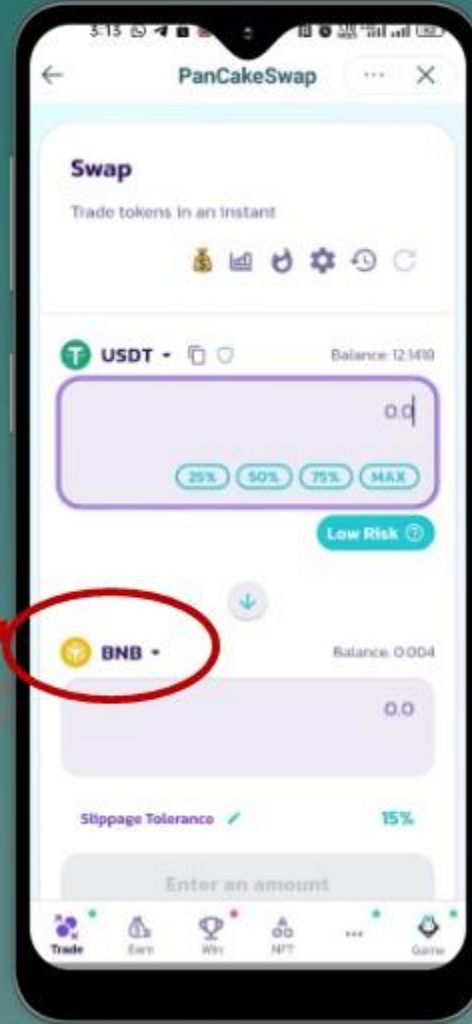 PanCakeSwap
Swap
Trade tokens in an instant
USDT
Balance: 12.1418
0.0
25% 50% 75% MAX
Low Risk
BNB
Balance: 0.004
0.0
Slippage Tolerance 15%
Enter an amount
Trade Earn Win NFT Game